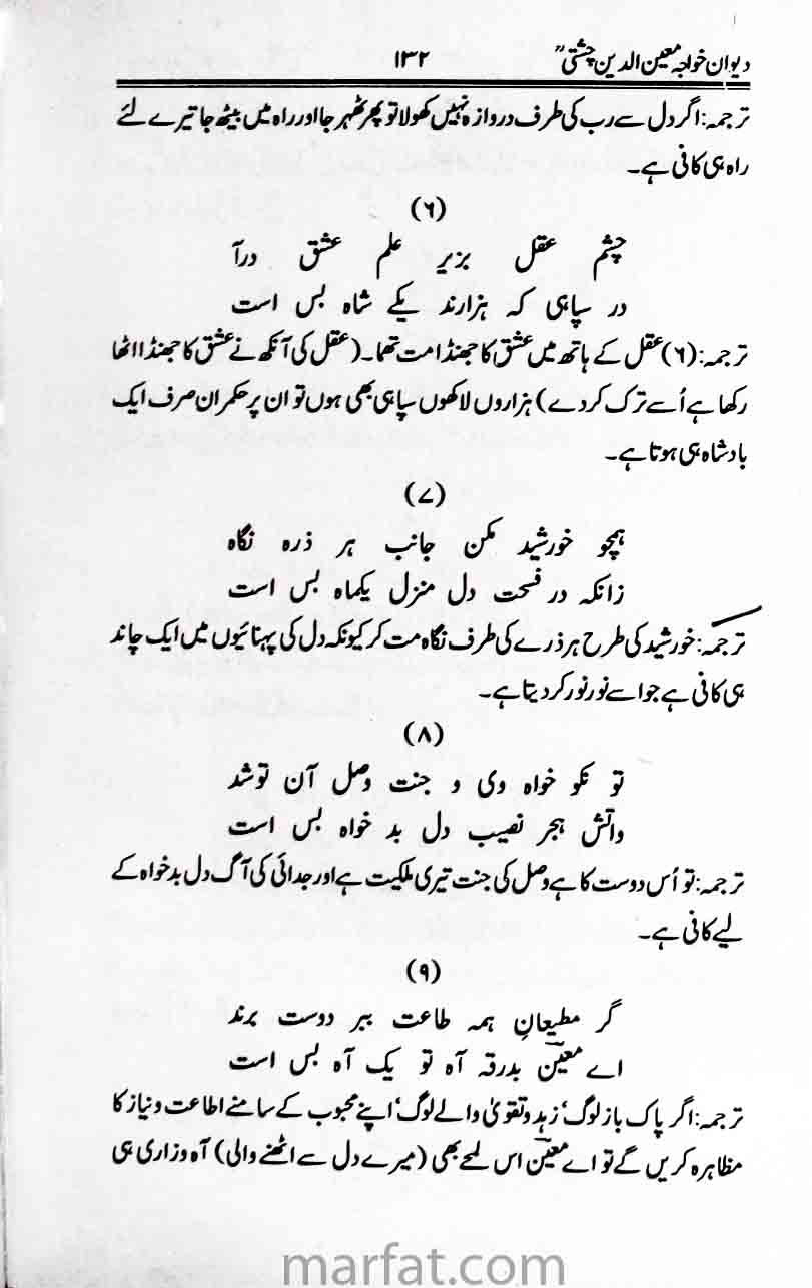 دیوان خواجہ معین الدین چشتیؒ ۱۳۲
ترجمہ: اگر دل سے رب کی طرف دروازہ نہیں کھولا تو پھر ٹھہر جا اور راہ میں بیٹھ جا تیرے لئے
راہ ہی کافی ہے۔
(۶)
چشم عقل بزیر علم عشق درآ
در سپاہی کہ ہزارند یکے شاہ بس است
ترجمہ: (۶) عقل کے ہاتھ میں عشق کا جھنڈا مت تھما۔ (عقل کی آنکھ نے عشق کا جھنڈا اٹھا
رکھا ہے اُسے ترک کر دے) ہزاروں لاکھوں سپاہی بھی ہوں تو ان پر حکمران صرف ایک
بادشاہ ہی ہوتا ہے۔
(۷)
ہمچو خورشید مکن جانب ہر ذرہ نگاہ
زانکہ در فسحت دل منزل یکماہ بس است
ترجمہ: خورشید کی طرح ہر ذرے کی طرف نگاہ مت کر کیونکہ دل کی پہنائیوں میں ایک چاند
ہی کافی ہے جو اسے نور نور کر دیتا ہے۔
(۸)
تو نکو خواہ وی و جنت وصل آن توشد
واتش ہجر نصیب دل بد خواہ بس است
ترجمہ: تو اُس دوست کا ہے وصل کی جنت تیری ملکیت ہے اور جدائی کی آگ دل بدخواہ کے
لیے کافی ہے۔
(۹)
گر مطیعانِ ہمہ طاعت ببر دوست برند
اے معینؔ بدرقہ آہ تو یک آہ بس است
ترجمہ: اگر پاک باز لوگ، زہد و تقویٰ والے لوگ، اپنے محبوب کے سامنے اطاعت و نیاز کا
مظاہرہ کریں گے تو اے معینؔ اس لمحے بھی (میرے دل سے اٹھنے والی) آہ و زاری ہی
marfat.com